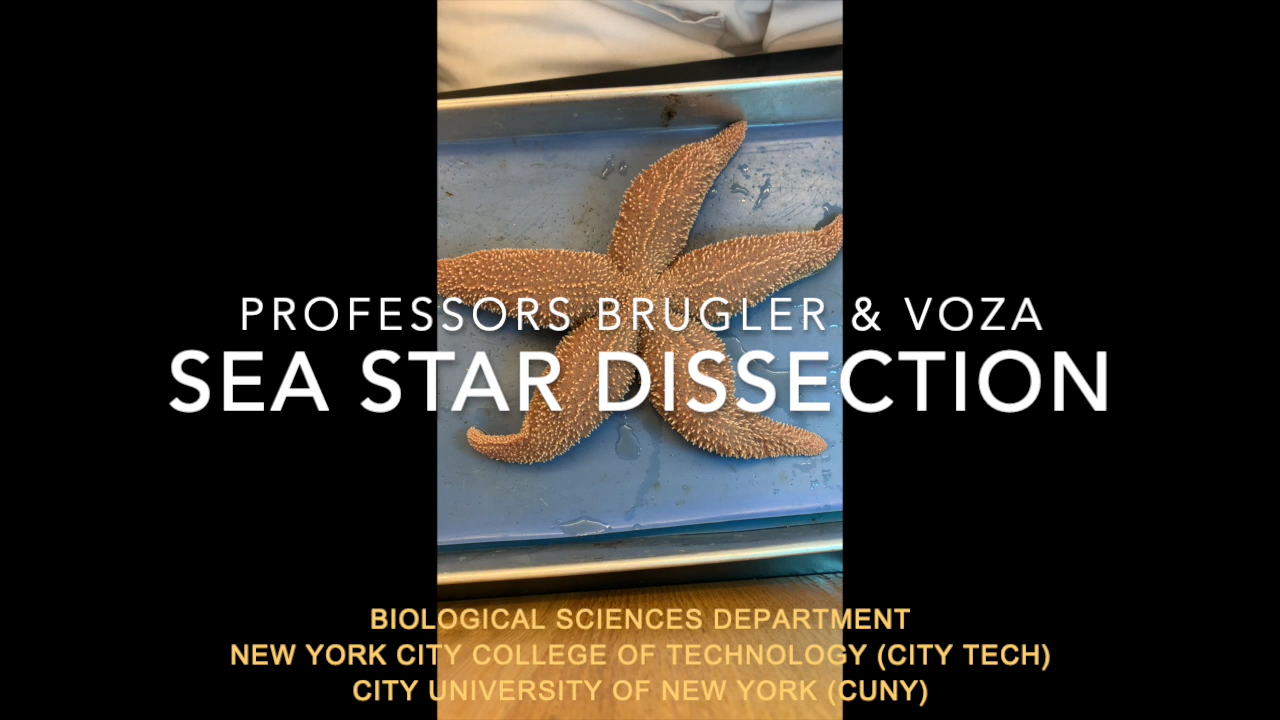 PROFESSORS BRUGLER & VOZA
SEA STAR DISSECTION
BIOLOGICAL SCIENCES DEPARTMENT
NEW YORK CITY COLLEGE OF TECHNOLOGY (CITY TECH)
CITY UNIVERSITY OF NEW YORK (CUNY)